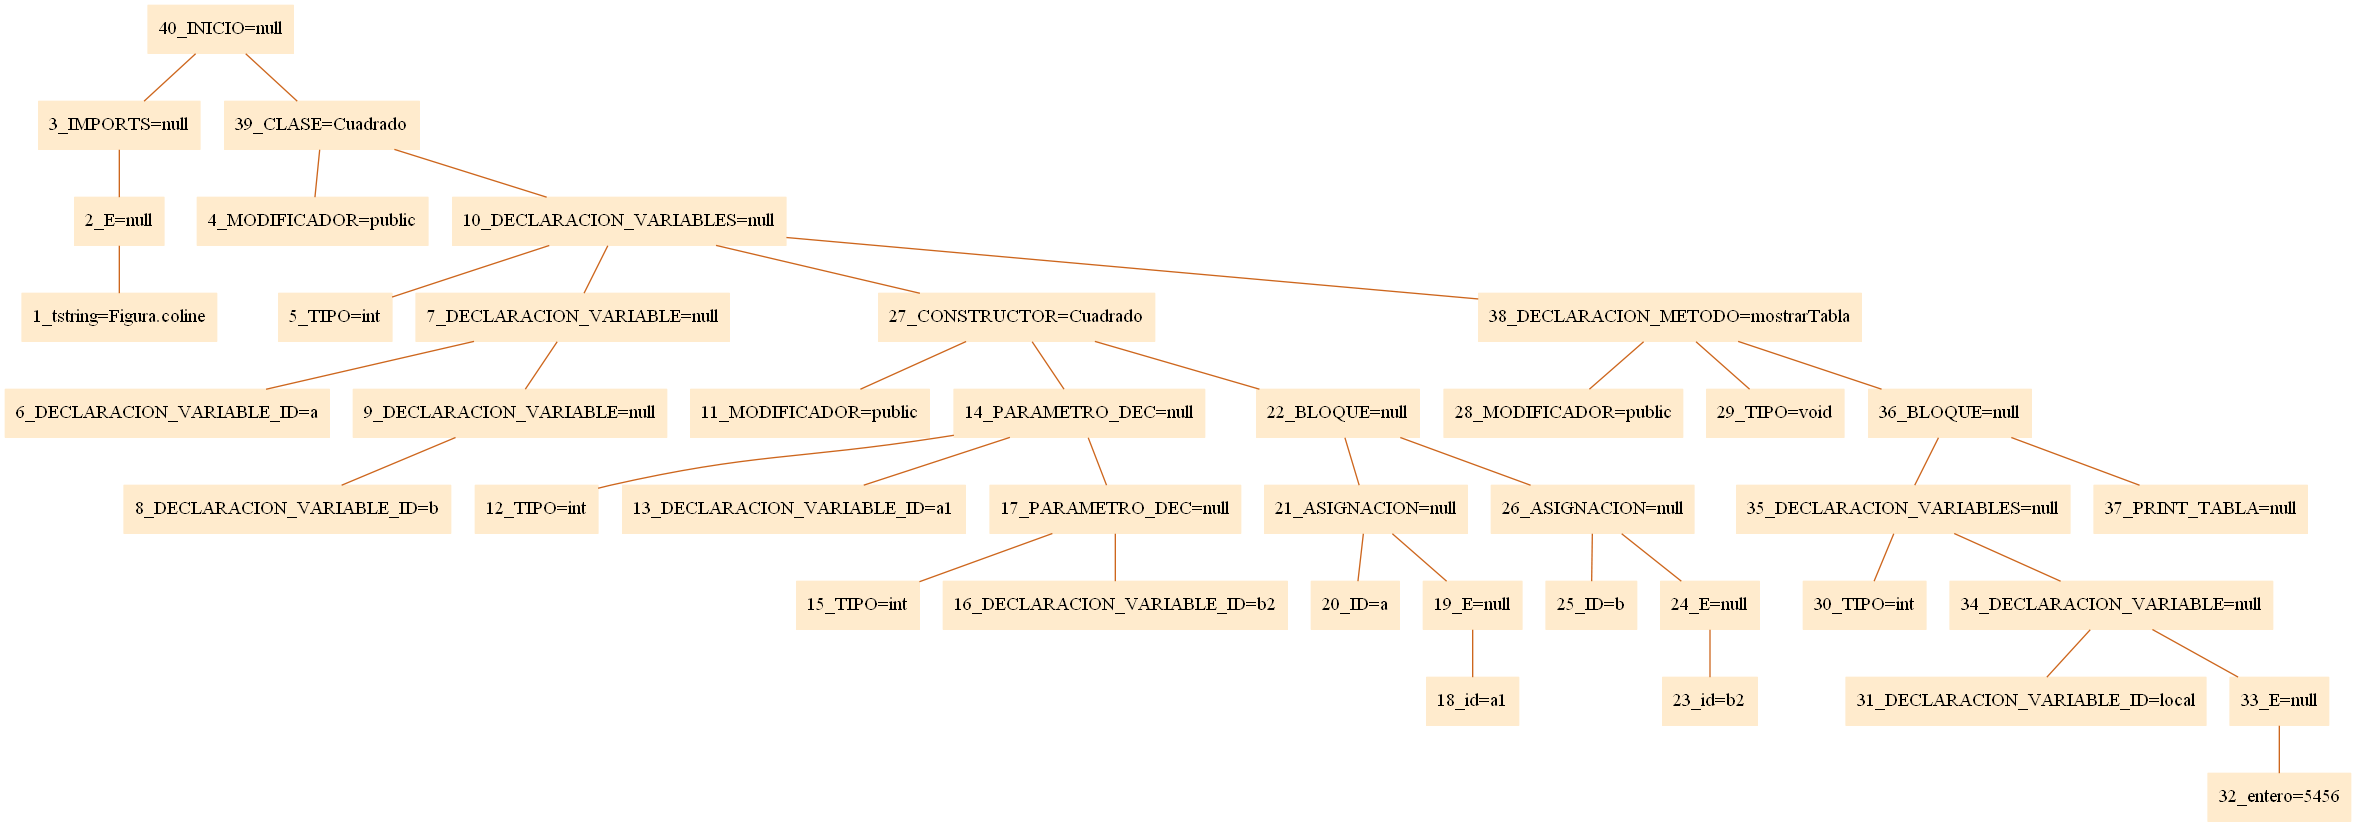 40_INICIO=null
3_IMPORTS=null
39_CLASE=Cuadrado
2_E=null
4_MODIFICADOR=public
10_DECLARACION_VARIABLES=null
1_tstring=Figura.coline
5_TIPO=int
7_DECLARACION_VARIABLE=null
27_CONSTRUCTOR=Cuadrado
38_DECLARACION_METODO=mostrarTabla
6_DECLARACION_VARIABLE_ID=a
9_DECLARACION_VARIABLE=null
11_MODIFICADOR=public
14_PARAMETRO_DEC=null
22_BLOQUE=null
28_MODIFICADOR=public
29_TIPO=void
36_BLOQUE=null
8_DECLARACION_VARIABLE_ID=b
12_TIPO=int
13_DECLARACION_VARIABLE_ID=a1
17_PARAMETRO_DEC=null
21_ASIGNACION=null
26_ASIGNACION=null
35_DECLARACION_VARIABLES=null
37_PRINT_TABLA=null
15_TIPO=int
16_DECLARACION_VARIABLE_ID=b2
20_ID=a
19_E=null
25_ID=b
24_E=null
30_TIPO=int
34_DECLARACION_VARIABLE=null
18_id=a1
23_id=b2
31_DECLARACION_VARIABLE_ID=local
33_E=null
32_entero=5456